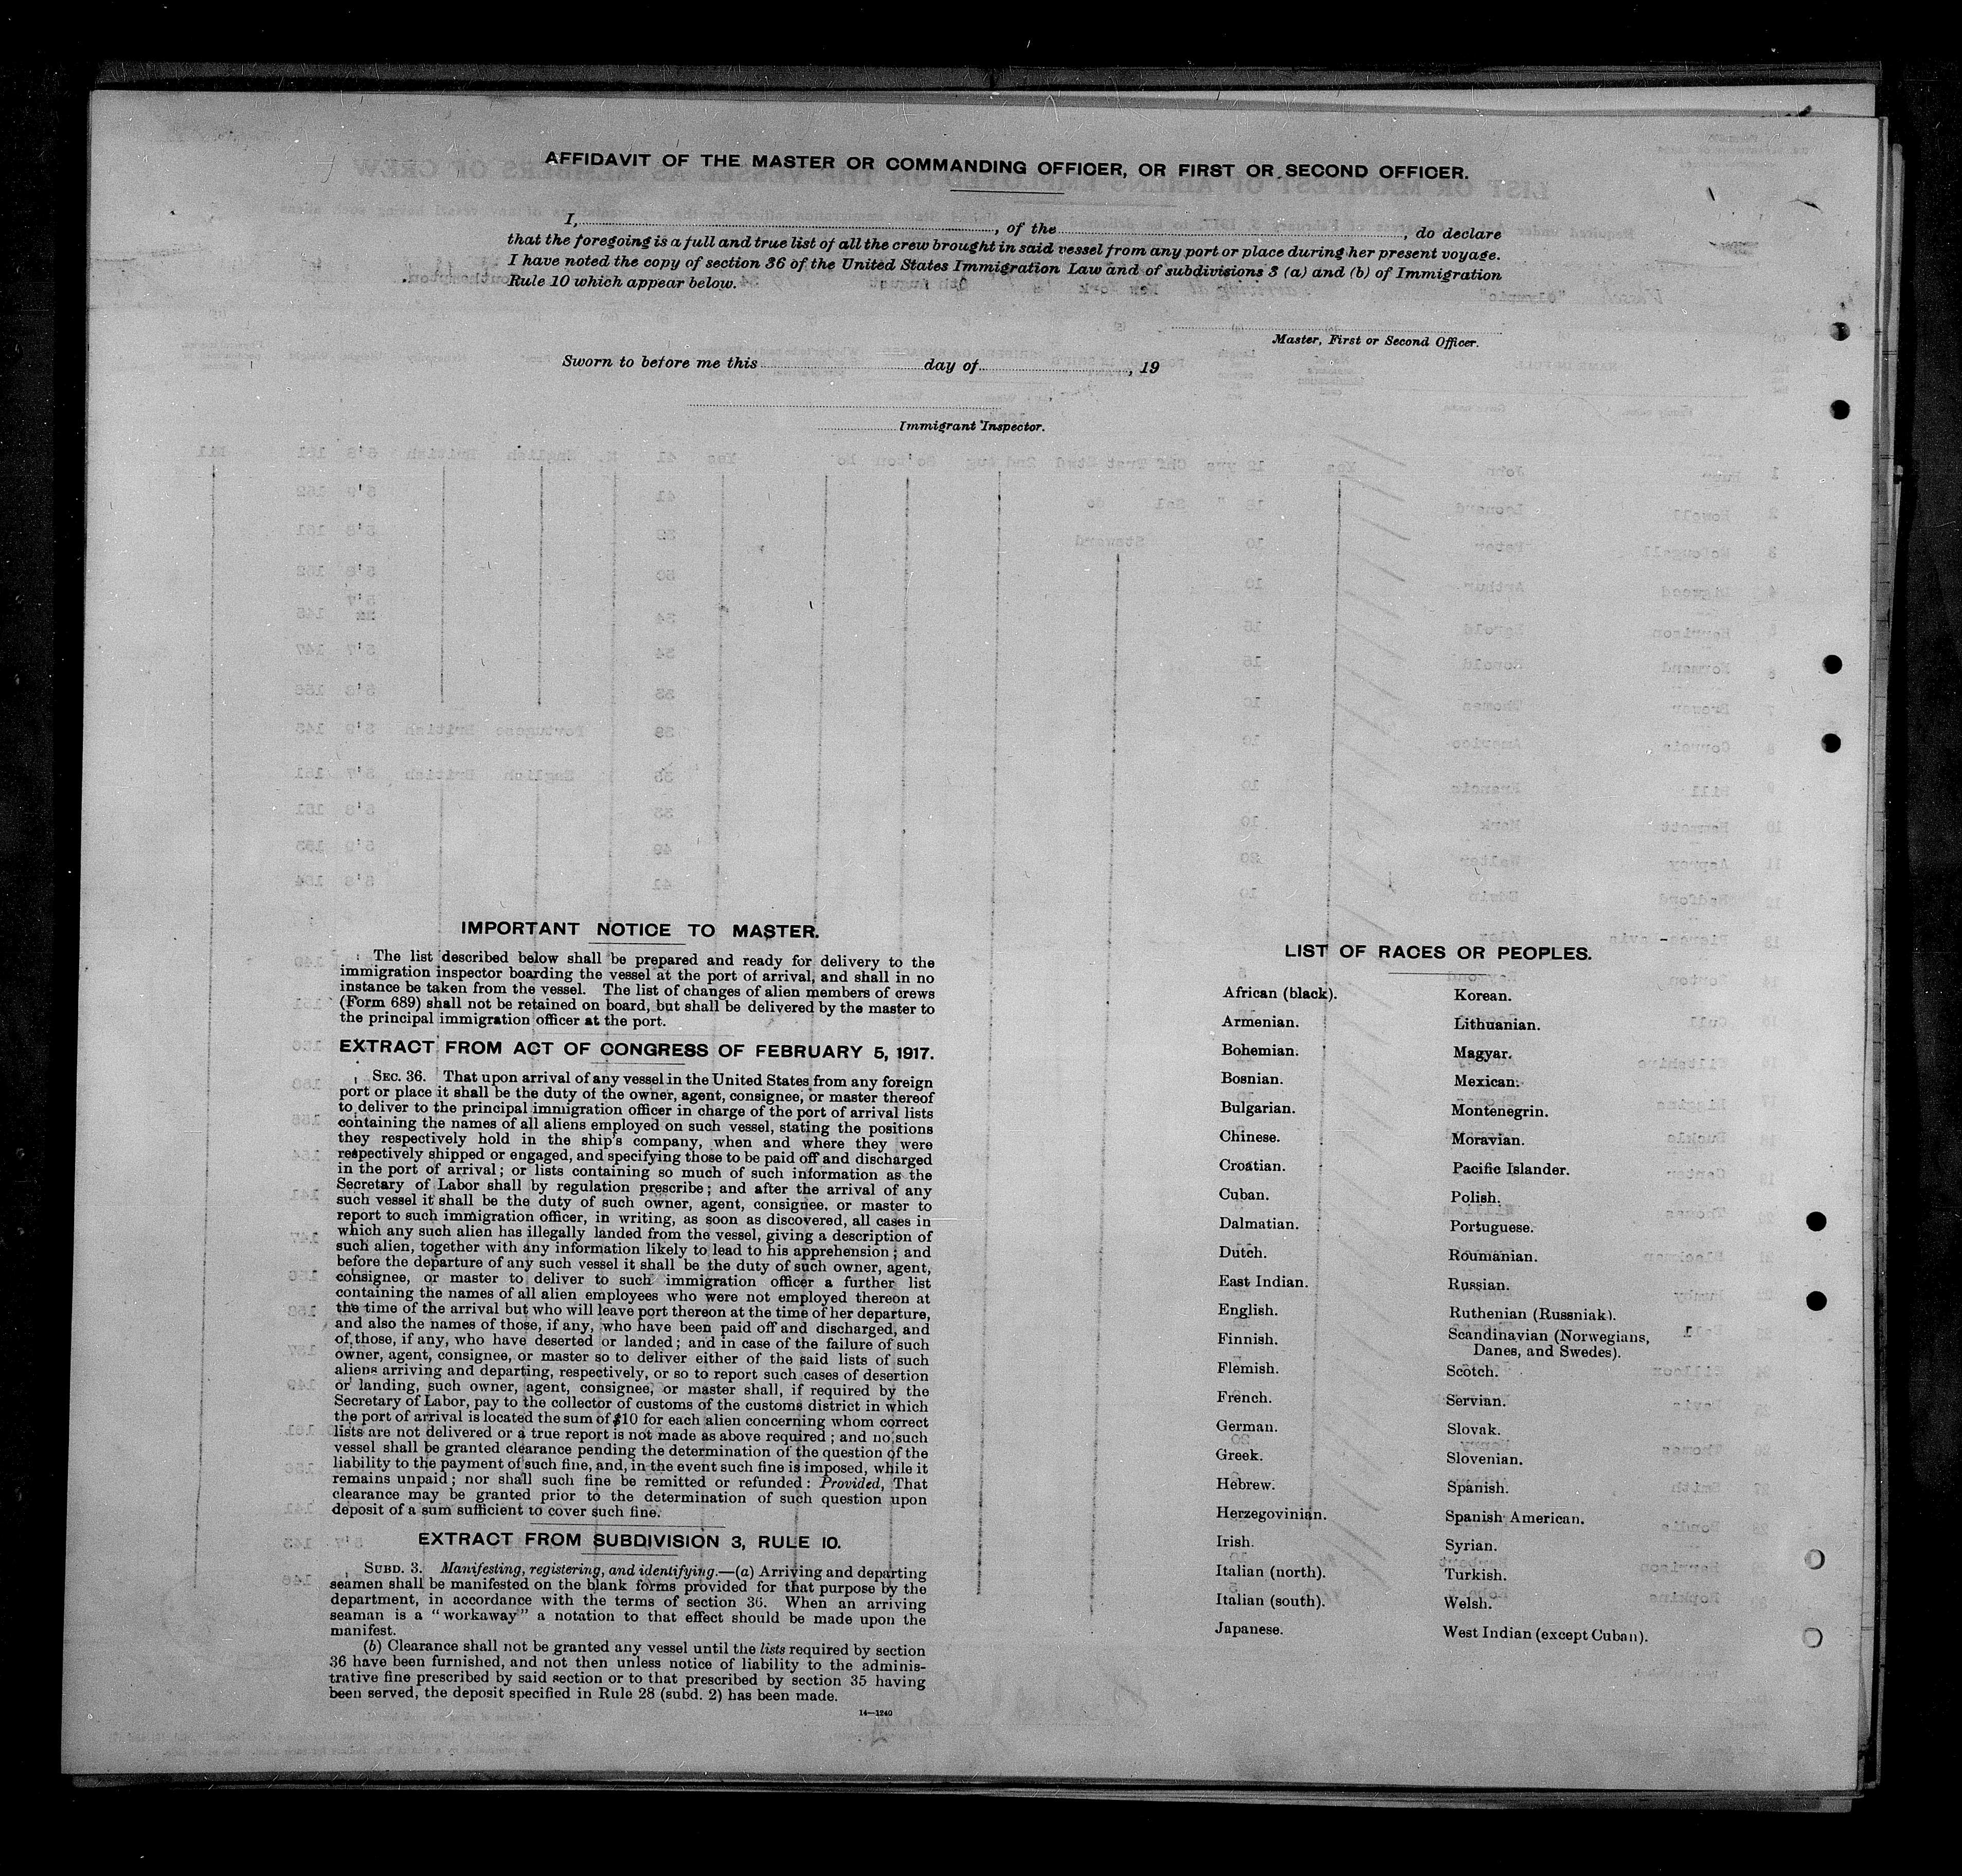 AFFIDAVIT OF THE MASTER OR COMMANDING OFFICER, OR FIRST OR SECOND OFFICER.
I, , of the , do declare
that the foregoing is a full and true list of all the crew brought in said vessel from any port or place during her present voyage.
I have noted the copy of section 36 of the United States Immigration Law and of subdivisions 3 (a) and (b) of Immigration
Rule 10 which appear below.
Master, First or Second Officer.
Sworn to before me this day of , 19
Immigrant Inspector.
IMPORTANT NOTICE TO MASTER.
The list described below shall be prepared and ready for delivery to the
immigration inspector boarding the vessel at the port of arrival, and shall in no
instance be taken from the vessel. The list of changes of alien members of crews
(Form 689) shall not be retained on board, but shall be delivered by the master to
the principal immigration officer at the port.
EXTRACT FROM ACT OF CONGRESS OF FEBRUARY 5, 1917.
SEC. 36. That upon arrival of any vessel in the United States from any foreign
port or place it shall be the duty of the owner, agent, consignee, or master thereof
to deliver to the principal immigration officer in charge of the port of arrival lists
containing the names of all aliens employed on such vessel, stating the positions
they respectively hold in the ship's company, when and where they were
respectively shipped or engaged, and specifying those to be paid off and discharged
in the port of arrival; or lists containing so much of such information as the
Secretary of Labor shall by regulation prescribe; and after the arrival of any
such vessel it shall be the duty of such owner, agent, consignee, or master to
report to such immigration officer, in writing, as soon as discovered, all cases in
which any such alien has illegally landed from the vessel, giving a description of
such alien, together with any information likely to lead to his apprehension; and
before the departure of any such vessel it shall be the duty of such owner, agent,
consignee, or master to deliver to such immigration officer a further list
containing the names of all alien employees who were not employed thereon at
the time of the arrival but who will leave port thereon at the time of her departure,
and also the names of those, if any, who have been paid off and discharged, and
of those, if any, who have deserted or landed; and in case of the failure of such
owner, agent, consignee, or master so to deliver either of the said lists of such
aliens arriving and departing, respectively, or so to report such cases of desertion
or landing, such owner, agent, consignee, or master shall, if required by the
Secretary of Labor, pay to the collector of customs of the customs district in which
the port of arrival is located the sum of $10 for each alien concerning whom correct
lists are not delivered or a true report is not made as above required; and no such
vessel shall be granted clearance pending the determination of the question of the
liability to the payment of such fine, and, in the event such fine is imposed, while it
remains unpaid; nor shall such fine be remitted or refunded: Provided, That
clearance may be granted prior to the determination of such question upon
deposit of a sum sufficient to cover such fine.
EXTRACT FROM SUBDIVISION 3, RULE 10.
SUBD. 3. Manifesting, registering, and identifying.—(a) Arriving and departing
seamen shall be manifested on the blank forms provided for that purpose by the
department, in accordance with the terms of section 36. When an arriving
seaman is a "workaway" a notation to that effect should be made upon the
manifest.
(b) Clearance shall not be granted any vessel until the lists required by section
36 have been furnished, and not then unless notice of liability to the adminis-
trative fine prescribed by said section or to that prescribed by section 35 having
been served, the deposit specified in Rule 28 (subd. 2) has been made.
14—1240
LIST OF RACES OR PEOPLES.
African (black).
Armenian.
Bohemian.
Bosnian.
Bulgarian.
Chinese.
Croatian.
Cuban.
Dalmatian.
Dutch.
East Indian.
English.
Finnish.
Flemish.
French.
German.
Greek.
Hebrew.
Herzegovinian.
Irish.
Italian (north).
Italian (south).
Japanese.
Korean.
Lithuanian.
Magyar.
Mexican.
Montenegrin.
Moravian.
Pacific Islander.
Polish.
Portuguese.
Roumanian.
Russian.
Ruthenian (Russniak).
Scandinavian (Norwegians,
Danes, and Swedes).
Scotch.
Servian.
Slovak.
Slovenian.
Spanish.
Spanish American.
Syrian.
Turkish.
Welsh.
West Indian (except Cuban).